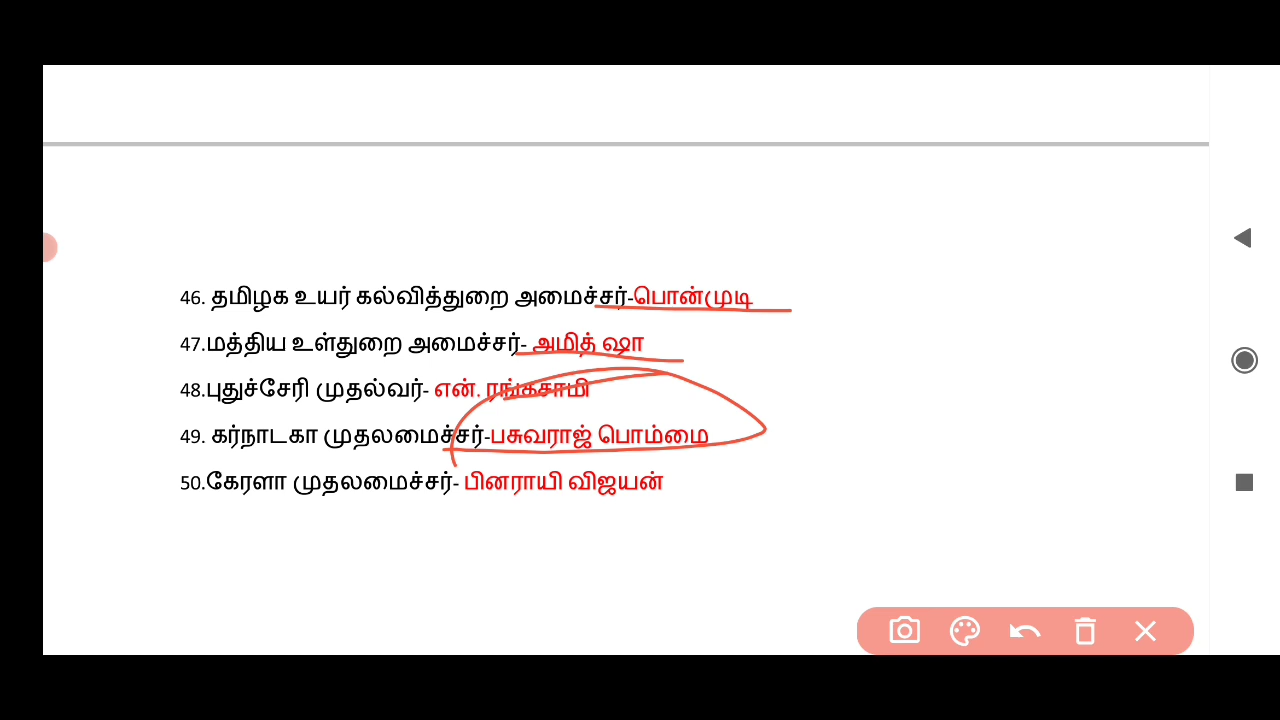 46. தமிழக உயர் கல்வித்துறை அமைச்சர்-பொன்முடி
47.மத்திய உள்துறை அமைச்சர்- அமித் ஷா
48.புதுச்சேரி முதல்வர்- என். ரங்கசாமி
49. கர்நாடகா முதலமைச்சர்-பசுவராஜ் பொம்மை
50.கேரளா முதலமைச்சர்- பினராயி விஜயன்